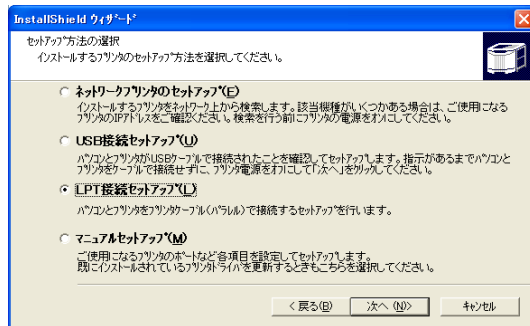 InstallShield ウィザード
セットアップ方法の選択
インストールするプリンタのセットアップ方法を選択してください。
ネットワークプリンタのセットアップ(E)
インストールするプリンタをネットワーク上から検索します。該当機種がいくつかある場合は、ご使用になる
プリンタのIPアドレスをご確認ください。検索を行う前にプリンタの電源をオンにしてください。
USB接続セットアップ(U)
パソコンとプリンタがUSBケーブルで接続されたことを確認してセットアップします。指示があるまでパソコンと
プリンタをケーブルで接続せずに、プリンタ電源をオフにして「次へ」をクリックしてください。
LPT接続セットアップ(L)
パソコンとプリンタをプリンタケーブル(パラレル)で接続するセットアップを行います。
マニュアルセットアップ(M)
ご使用になるプリンタのポートなど各項目を設定してセットアップします。
既にインストールされているプリンタドライバを更新するときもこちらを選択してください。
< 戻る(B)
次へ (N)>
キャンセル